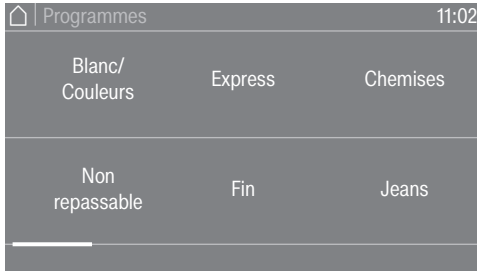 Programmes 11:02
Blanc/
Couleurs
Express
Chemises
Non
repassable
Fin
Jeans